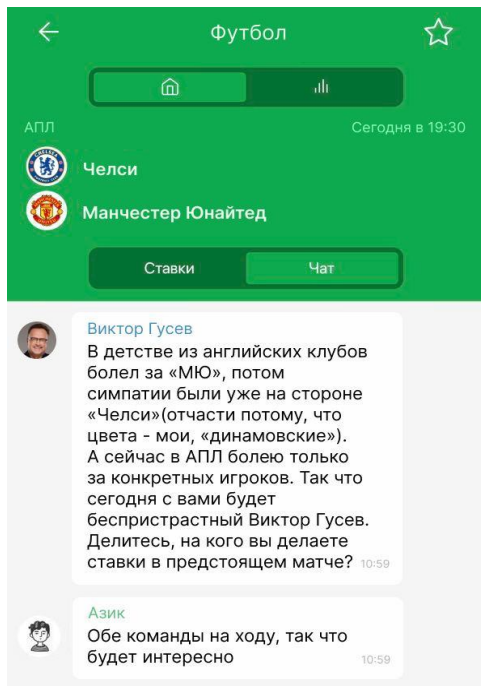 Футбол
АПЛ
Сегодня в 19:30
Челси
Манчестер Юнайтед
Ставки
Чат
Виктор Гусев
В детстве из английских клубов
болел за «МЮ», потом
симпатии были уже на стороне
«Челси»(отчасти потому, что
цвета - мои, «динамовские»).
А сейчас в АПЛ болею только
за конкретных игроков. Так что
сегодня с вами будет
беспристрастный Виктор Гусев.
Делитесь, на кого вы делаете
ставки в предстоящем матче? 10:59
Азик
Обе команды на ходу, так что
будет интересно 10:59